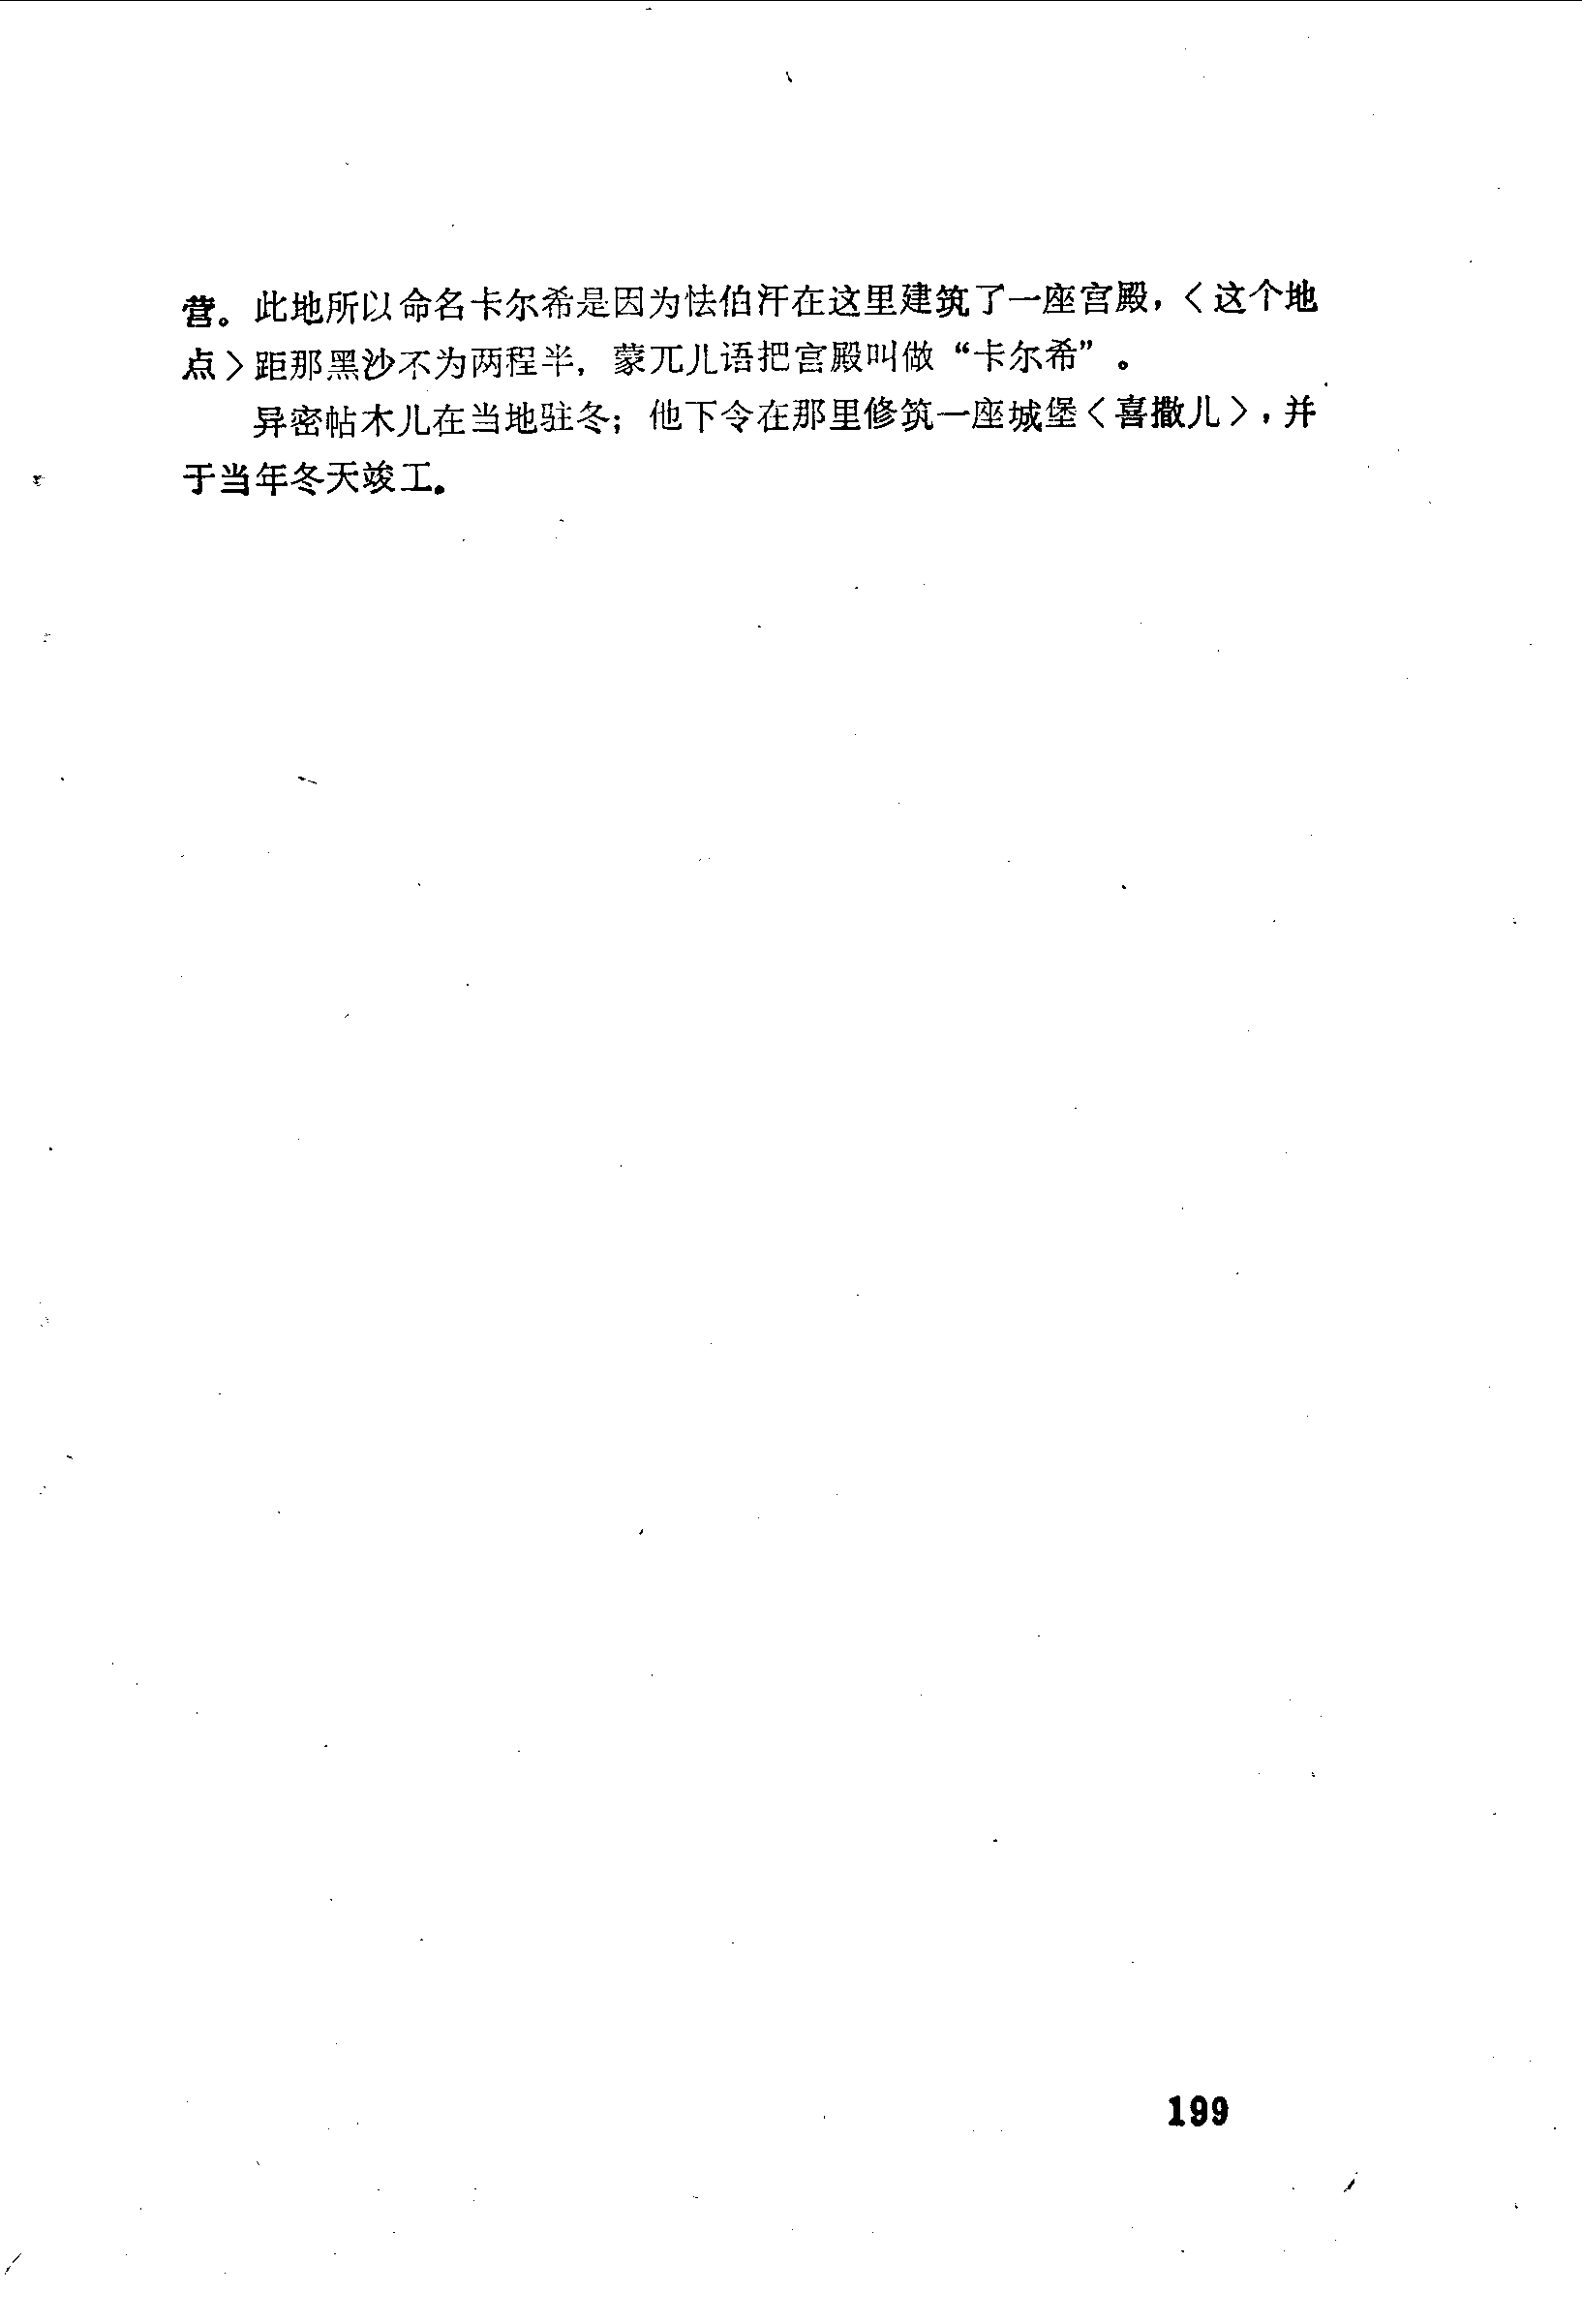 营。此地所以命名卡尔希是因为怯伯汗在这里建筑了一座宫殿，〈这个地
点〉距那黑沙不为两程半，蒙兀儿语把宫殿叫做“卡尔希”。
异密帖木儿在当地驻冬；他下令在那里修筑一座城堡〈喜撒儿〉，并
于当年冬天竣工。
199